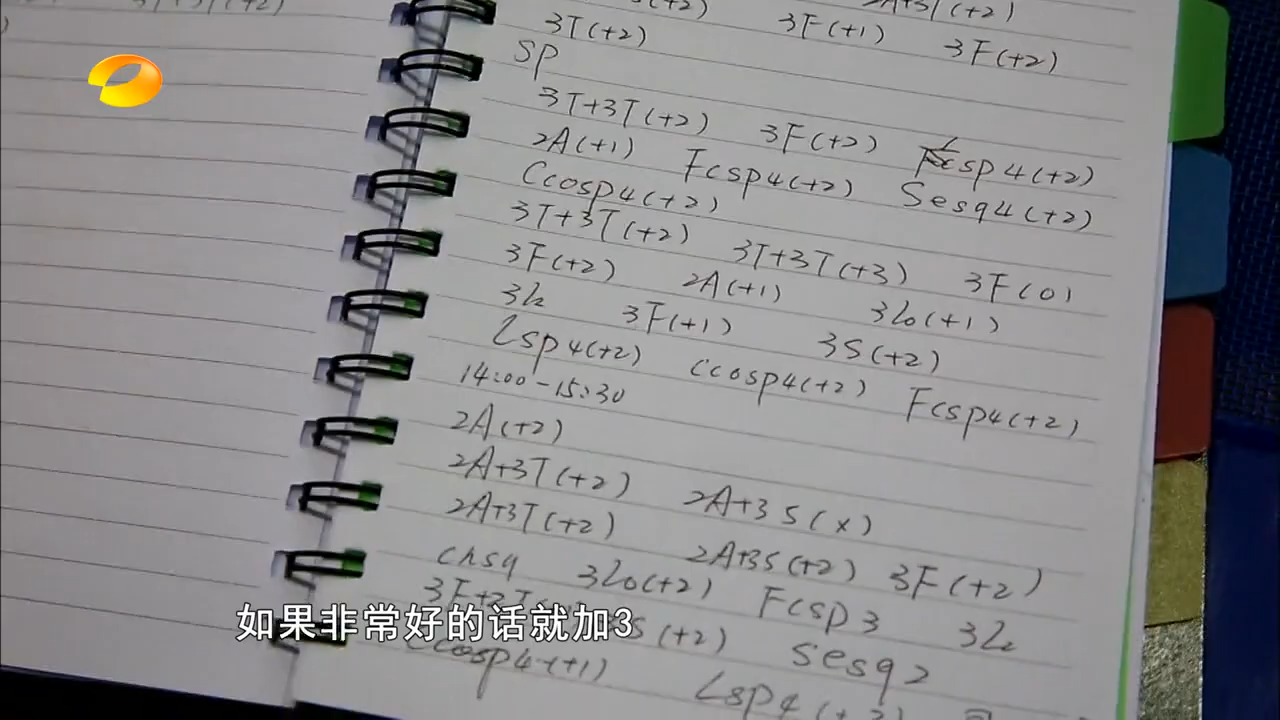 3T(+2) 3F(+1) 3F(+2)
SP
3T+3T(+2) 3F(+2) Fcsp4(+2)
2A(+1) Fcsp4(+2) Sesq4(+2)
Ccosp4(+2)
3T+3T(+2) 3T+3T(+3) 3F(0)
3F(+2) 2A(+1) 3Lo(+1)
3Lz 3F(+1) 3S(+2)
Lsp4(+2) Ccosp4(+2) Fcsp4(+2)
14:00-15:30
2A(+2)
2A+3T(+2) 2A+3S(x)
2A+3T(+2) 2A+3S(+2) 3F(+2)
chsq 3Lo(+2) Fcsp3 3Lz
S(+2) sesq2
Ccosp4(+1) Lsp4
如果非常好的话就加3